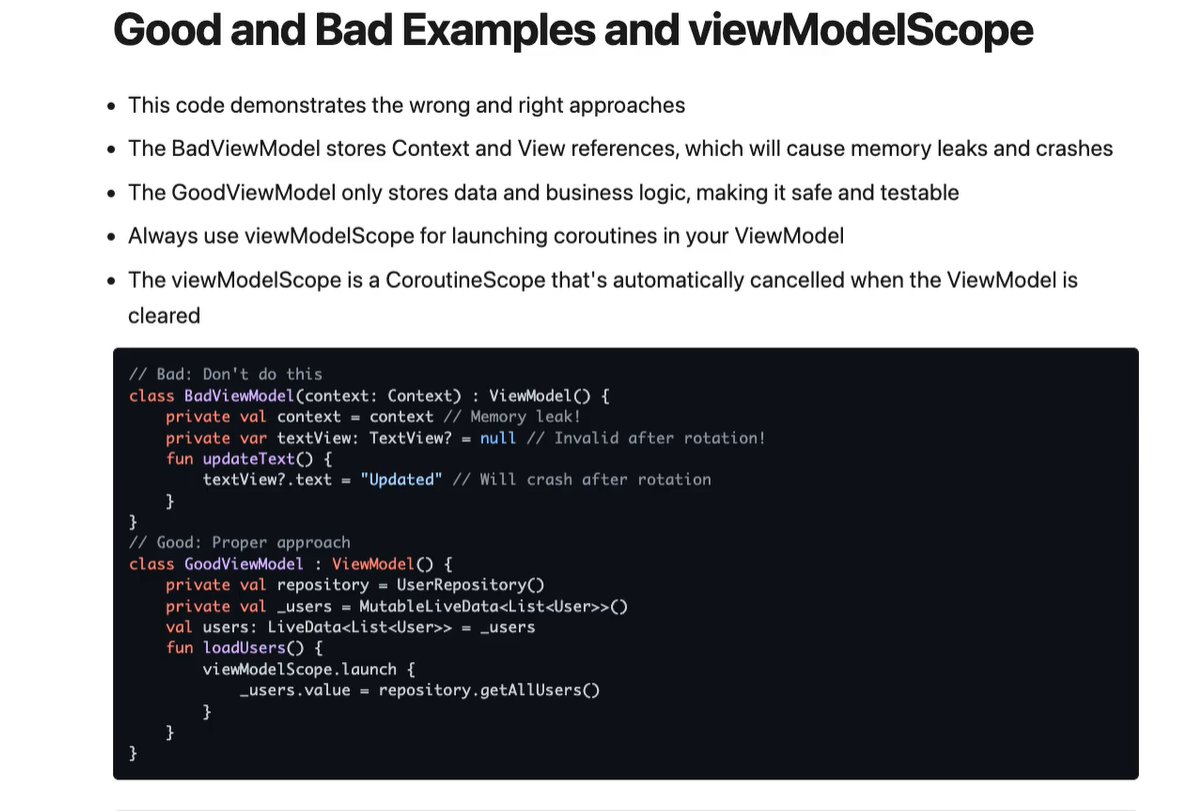 Good and Bad Examples and viewModelScope
• This code demonstrates the wrong and right approaches
• The BadViewModel stores Context and View references, which will cause memory leaks and crashes
• The GoodViewModel only stores data and business logic, making it safe and testable
• Always use viewModelScope for launching coroutines in your ViewModel
• The viewModelScope is a CoroutineScope that's automatically cancelled when the ViewModel is
cleared
// Bad: Don't do this
class BadViewModel(context: Context) : ViewModel() {
    private val context = context // Memory leak!
    private var textView: TextView? = null // Invalid after rotation!
    fun updateText() {
        textView?.text = "Updated" // Will crash after rotation
    }
}
// Good: Proper approach
class GoodViewModel : ViewModel() {
    private val repository = UserRepository()
    private val _users = MutableLiveData<List<User>>()
    val users: LiveData<List<User>> = _users
    fun loadUsers() {
        viewModelScope.launch {
            _users.value = repository.getAllUsers()
        }
    }
}